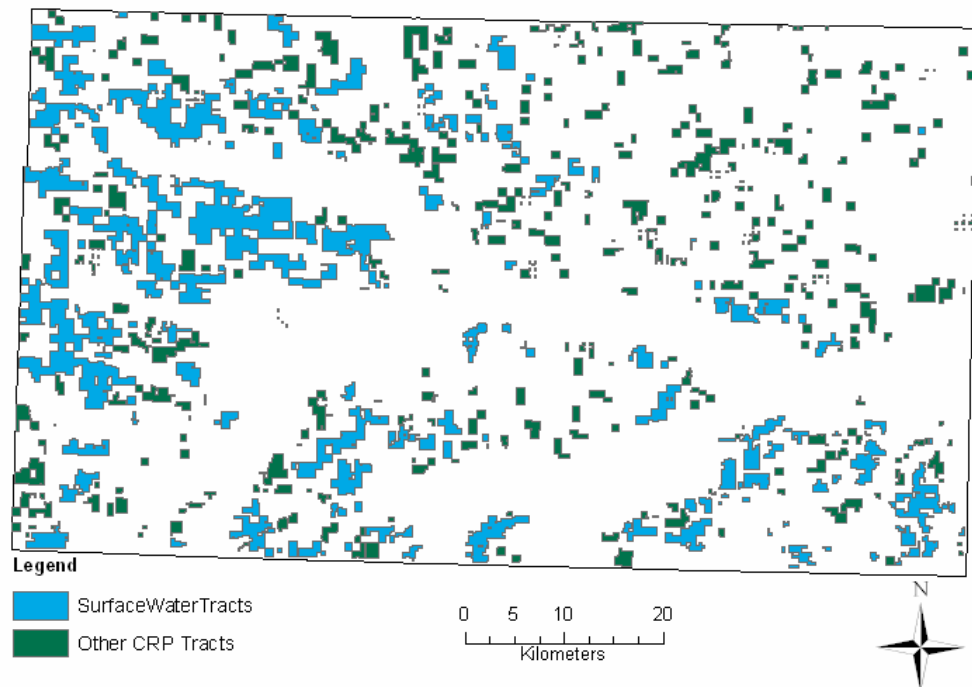 Legend
SurfaceWaterTracts
Other CRP Tracts
0 5 10 20
Kilometers
N